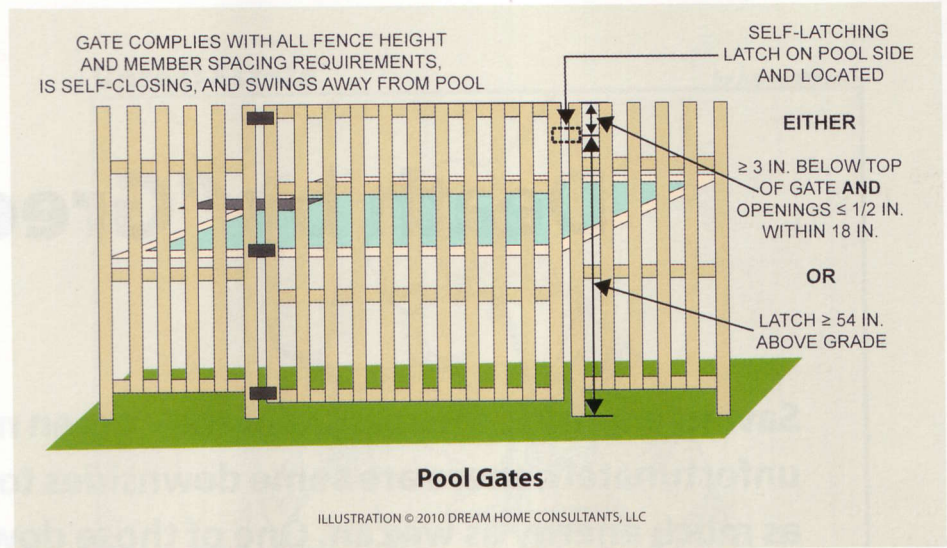 GATE COMPLIES WITH ALL FENCE HEIGHT
AND MEMBER SPACING REQUIREMENTS,
IS SELF-CLOSING, AND SWINGS AWAY FROM POOL
SELF-LATCHING
LATCH ON POOL SIDE
AND LOCATED
EITHER
≥ 3 IN. BELOW TOP
OF GATE AND
OPENINGS ≤ 1/2 IN.
WITHIN 18 IN.
OR
LATCH ≥ 54 IN.
ABOVE GRADE
Pool Gates
ILLUSTRATION © 2010 DREAM HOME CONSULTANTS, LLC